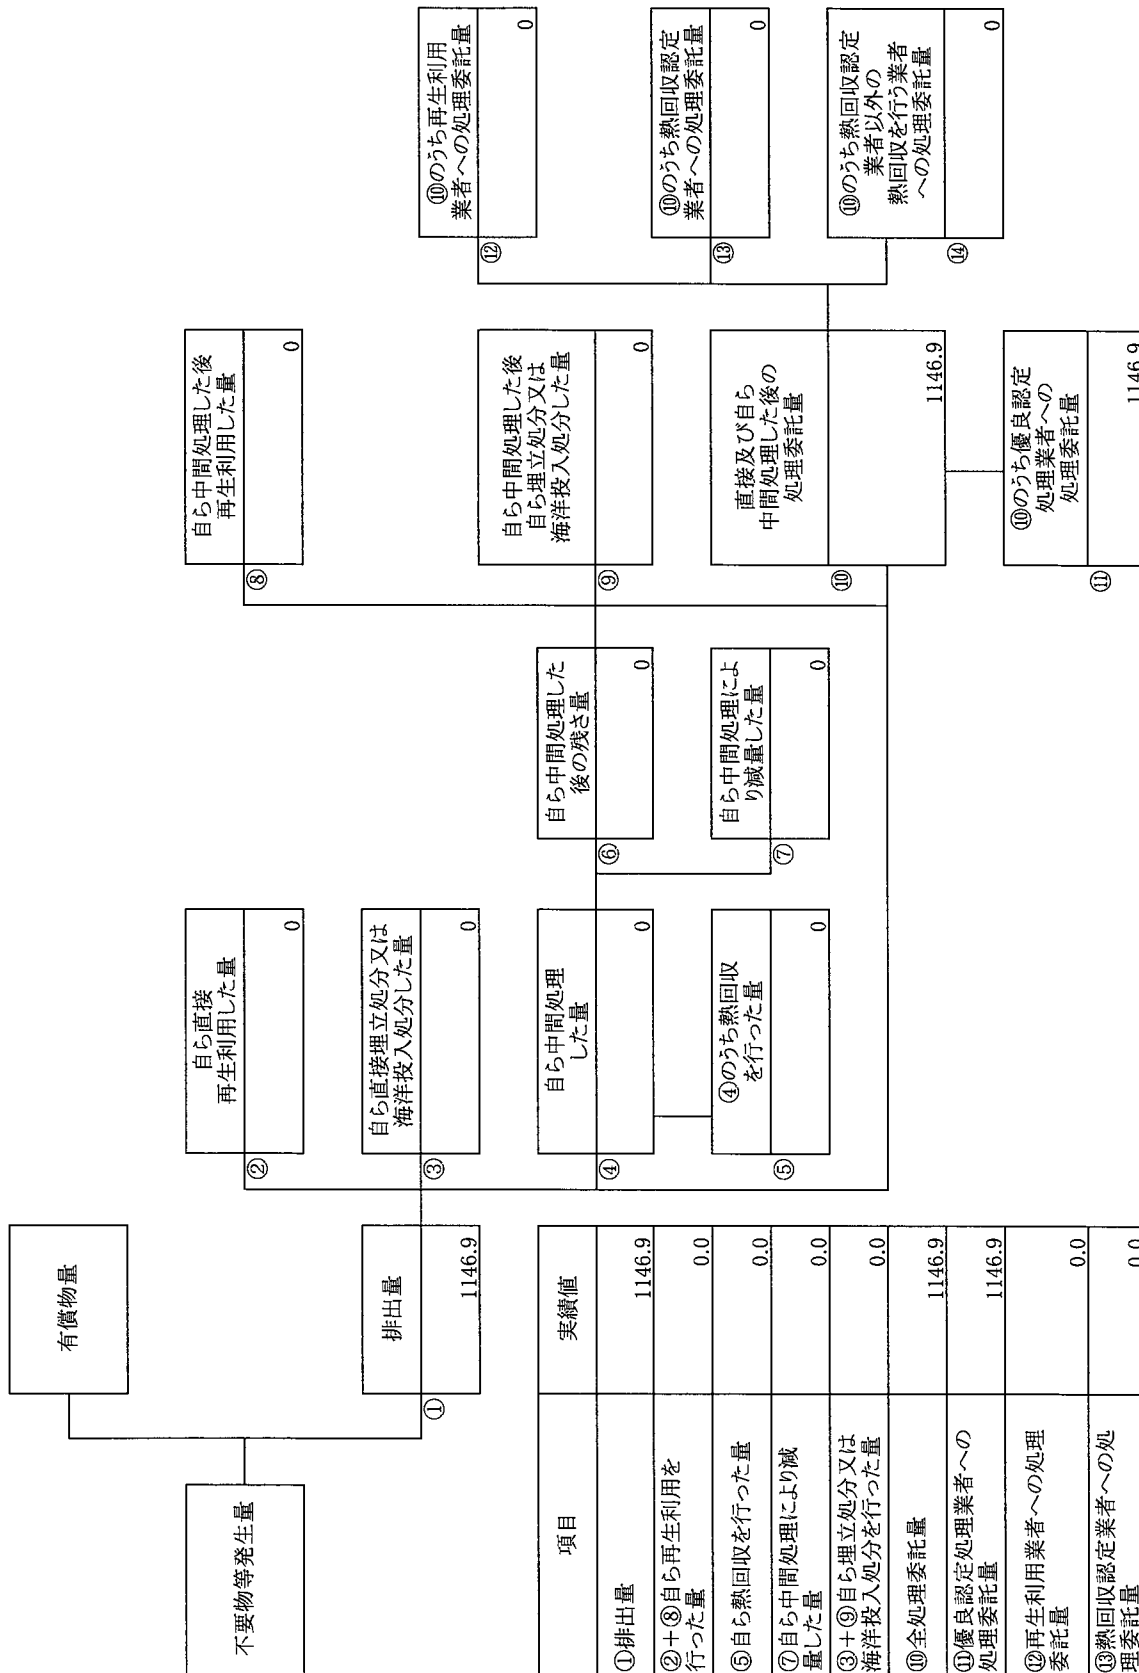 不要物等発生量
有償物量
①
排出量
1146.9
②
自ら直接
再生利用した量
0
③
自ら直接埋立処分又は
海洋投入処分した量
0
④
自ら中間処理
した量
0
⑤
④のうち熱回収
を行った量
0
⑥
自ら中間処理した
後の残さ量
0
⑦
自ら中間処理によ
り減量した量
0
⑧
自ら中間処理した後
再生利用した量
0
⑨
自ら中間処理した後
自ら埋立処分又は
海洋投入処分した量
0
⑩
直接及び自ら
中間処理した後の
処理委託量
1146.9
⑪
⑩のうち優良認定
処理業者への
処理委託量
1146.9
⑫
⑩のうち再生利用
業者への処理委託量
0
⑬
⑩のうち熱回収認定
業者への処理委託量
0
⑭
⑩のうち熱回収認定
業者以外の
熱回収を行う業者
への処理委託量
0
項目 実績値
①排出量 1146.9
②+⑧自ら再生利用を
行った量 0.0
⑤自ら熱回収を行った量 0.0
⑦自ら中間処理により減
量した量 0.0
③+⑨自ら埋立処分又は
海洋投入処分を行った量 0.0
⑩全処理委託量 1146.9
⑪優良認定処理業者への
処理委託量 1146.9
⑫再生利用業者への処理
委託量 0.0
⑬熱回収認定業者への処
理委託量 0.0